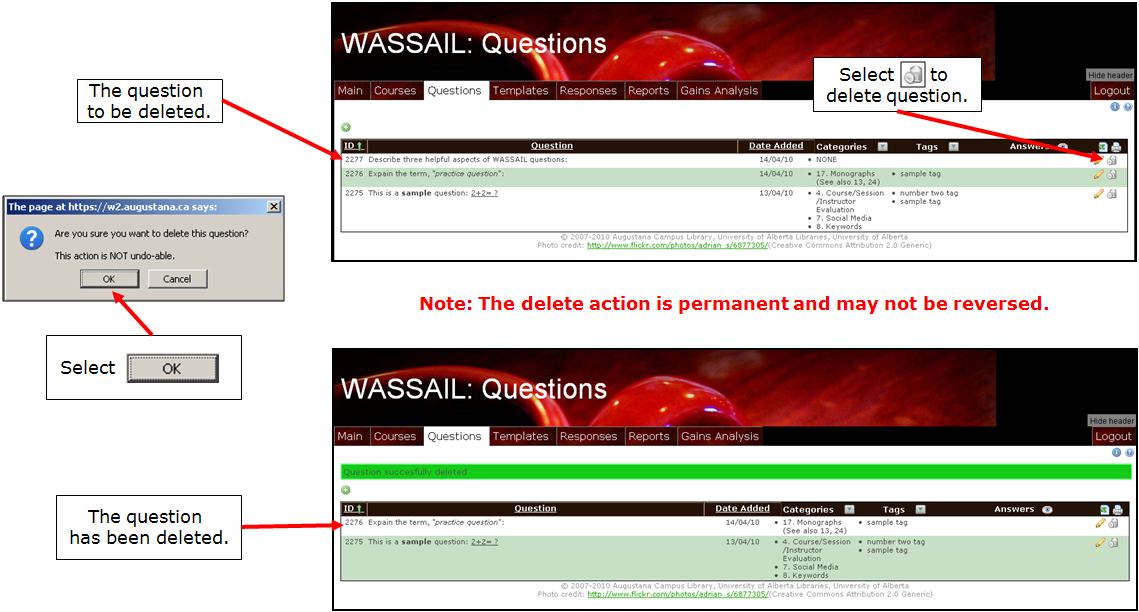 WASSAIL: Questions
The question
to be deleted.
Select to
delete question.
Hide header
Main Courses Questions Templates Responses Reports Gains Analysis Logout
ID Question Date Added Categories Tags Answers
2277 Describe three helpful aspects of WASSAIL questions: 14/04/10 • NONE
2276 Expain the term, "practice question": 14/04/10 • 17. Monographs • sample tag
(See also 13, 24)
2275 This is a sample question: 2+2= ? 13/04/10 • 4. Course/Session • number two tag
/Instructor • sample tag
Evaluation
• 7. Social Media
• 8. Keywords
© 2007-2010 Augustana Campus Library, University of Alberta Libraries, University of Alberta
Photo credit: http://www.flickr.com/photos/adrian_s/6877305/(Creative Commons Attribution 2.0 Generic)
The page at https://w2.augustana.ca says:
Are you sure you want to delete this question?
This action is NOT undo-able.
OK Cancel
Note: The delete action is permanent and may not be reversed.
Select OK
WASSAIL: Questions
Hide header
Main Courses Questions Templates Responses Reports Gains Analysis Logout
Question succesfully deleted
The question
has been deleted.
ID Question Date Added Categories Tags Answers
2276 Expain the term, "practice question": 14/04/10 • 17. Monographs • sample tag
(See also 13, 24)
2275 This is a sample question: 2+2= ? 13/04/10 • 4. Course/Session • number two tag
/Instructor • sample tag
Evaluation
• 7. Social Media
• 8. Keywords
© 2007-2010 Augustana Campus Library, University of Alberta Libraries, University of Alberta
Photo credit: http://www.flickr.com/photos/adrian_s/6877305/(Creative Commons Attribution 2.0 Generic)